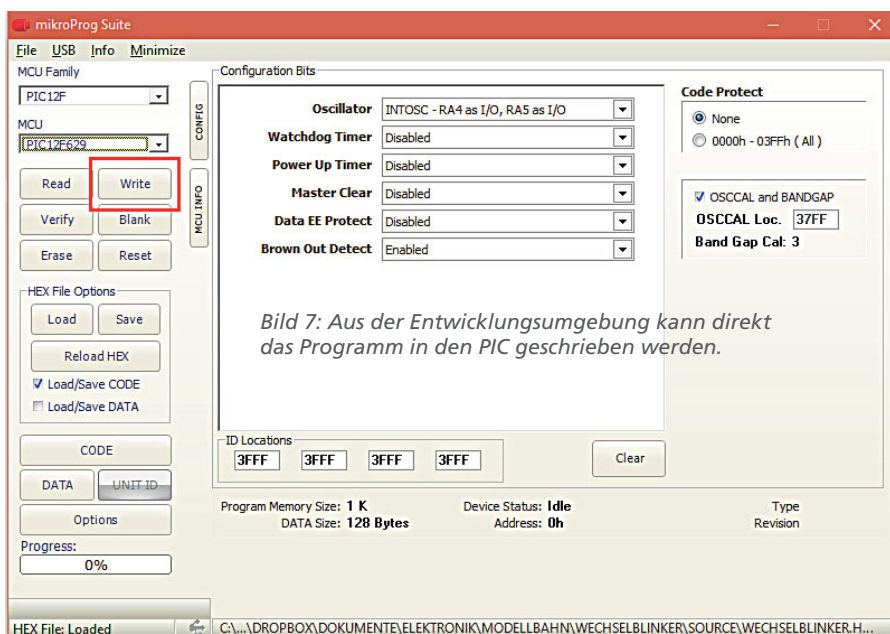 mikroProg Suite
File USB Info Minimize
MCU Family
PIC12F
MCU
PIC12F629
Read Write
Verify Blank
Erase Reset
HEX File Options
Load Save
Reload HEX
Load/Save CODE
Load/Save DATA
CODE
DATA UNIT ID
Options
Progress:
0%
CONFIG
MCU INFO
Configuration Bits
Oscillator INTOSC - RA4 as I/O, RA5 as I/O
Watchdog Timer Disabled
Power Up Timer Disabled
Master Clear Disabled
Data EE Protect Disabled
Brown Out Detect Enabled
Bild 7: Aus der Entwicklungsumgebung kann direkt
das Programm in den PIC geschrieben werden.
Code Protect
None
0000h - 03FFh ( All )
OSCCAL and BANDGAP
OSCCAL Loc. 37FF
Band Gap Cal: 3
ID Locations
3FFF 3FFF 3FFF 3FFF
Clear
Program Memory Size: 1 K Device Status: Idle Type
DATA Size: 128 Bytes Address: 0h Revision
HEX File: Loaded C:\...\DROPBOX\DOKUMENTE\ELEKTRONIK\MODELLBAHN\WECHSELBLINKER\SOURCE\WECHSELBLINKER.H...